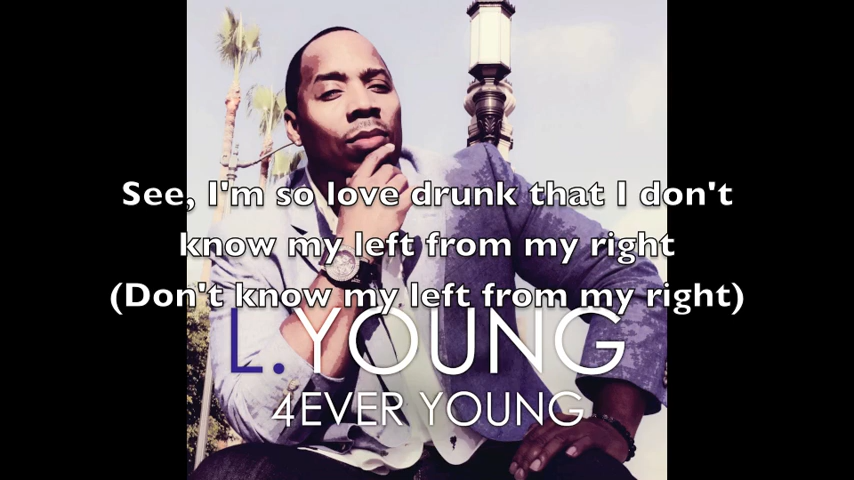 See, I'm so love drunk that I don't
know my left from my right
(Don't know my left from my right)
L.YOUNG
4EVER YOUNG